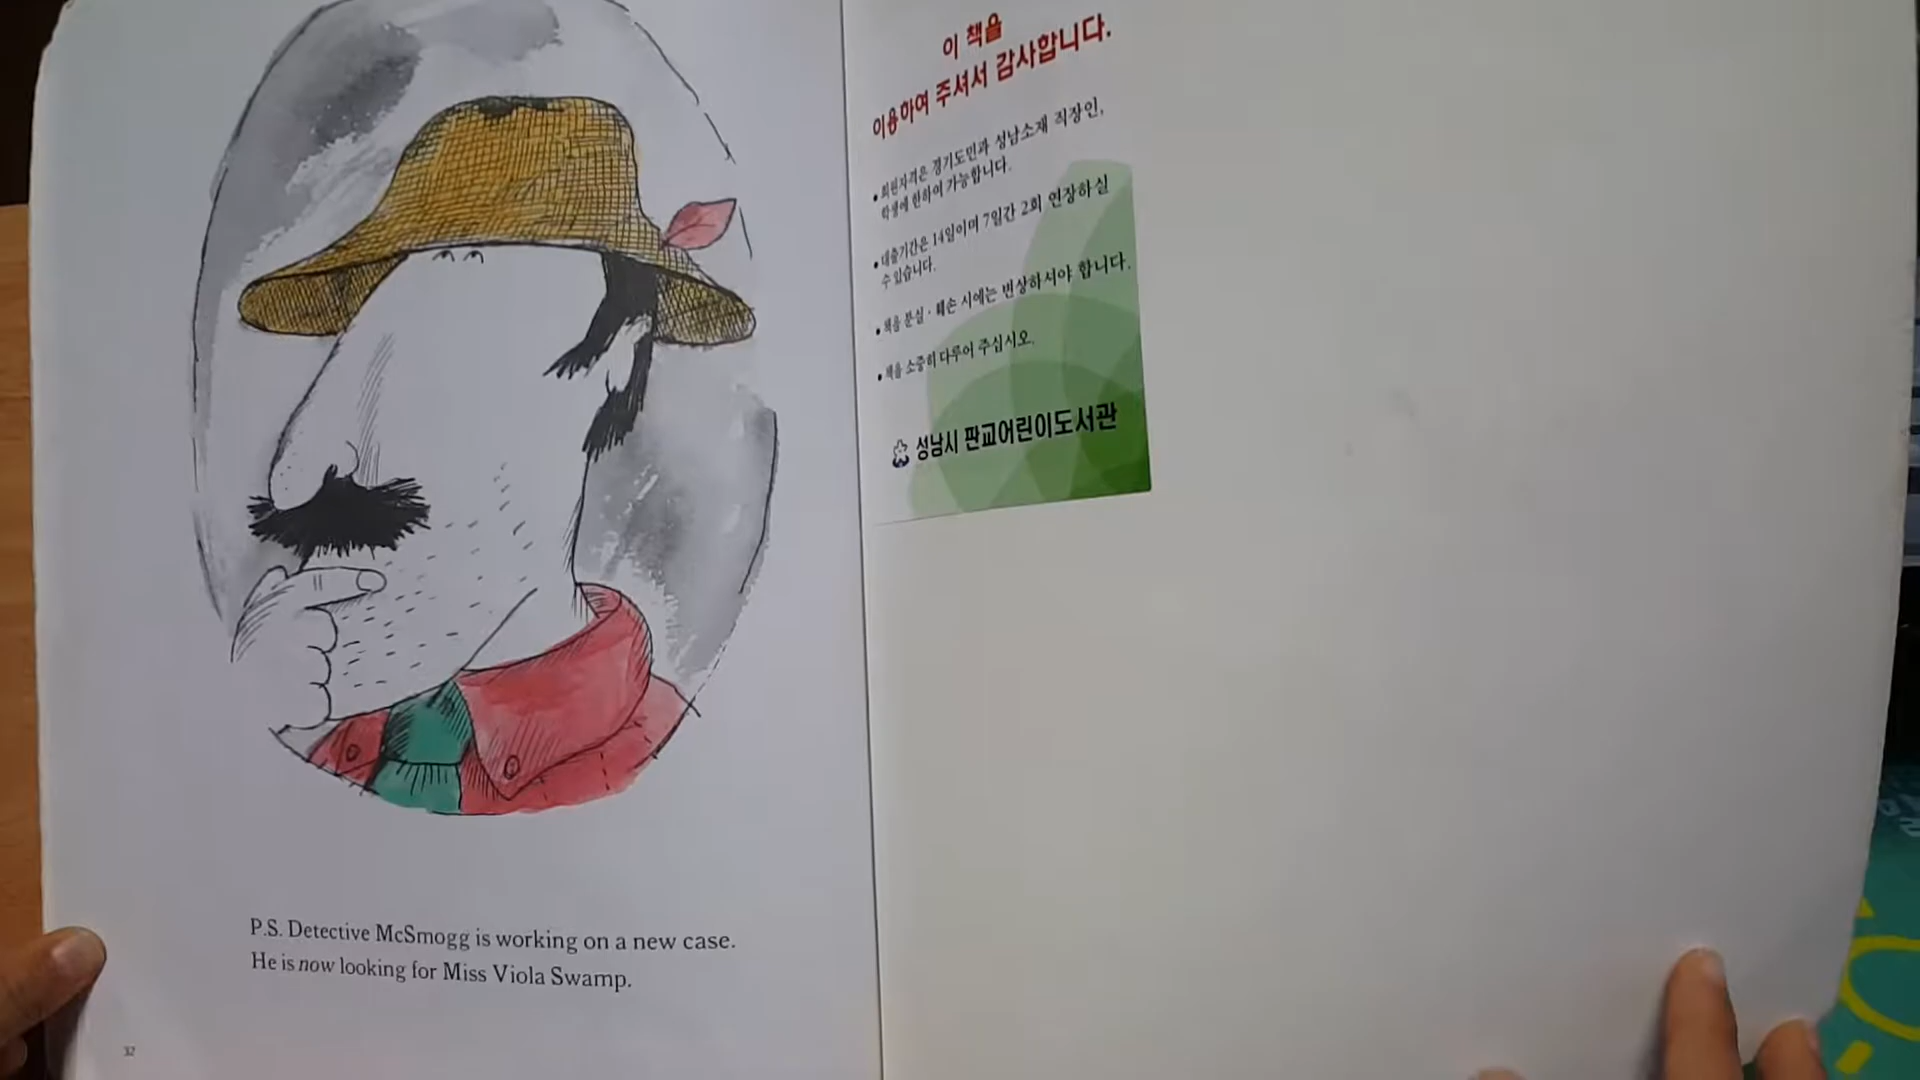 P.S. Detective McSmogg is working on a new case.
He is now looking for Miss Viola Swamp.
32
이 책을
이용하여 주셔서 감사합니다.
• 회원자격은 경기도민과 성남소재 직장인,
학생에 한하여 가능합니다.
• 대출기간은 14일이며 7일간 2회 연장하실
수 있습니다.
• 책을 분실·훼손 시에는 변상하셔야 합니다.
• 책을 소중히 다루어 주십시오.
성남시 판교어린이도서관